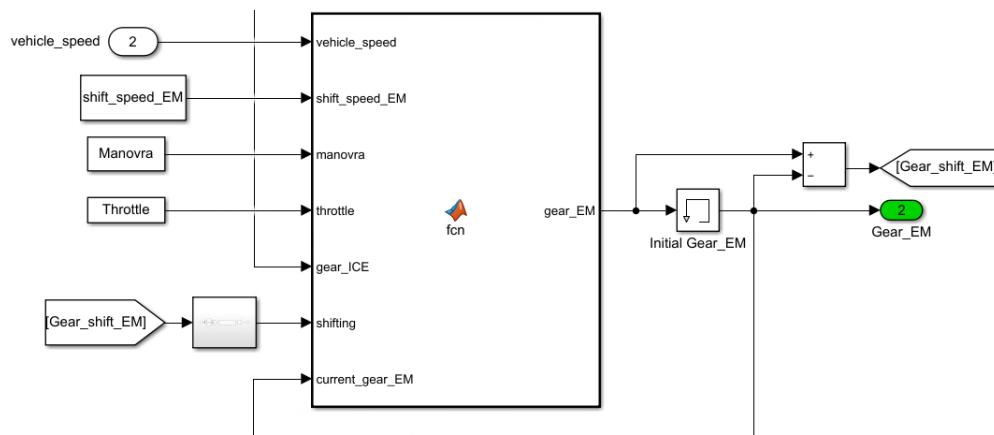 vehicle_speed
2
vehicle_speed
shift_speed_EM
shift_speed_EM
Manovra
manovra
+
−
[Gear_shift_EM]
Throttle
throttle
fcn
gear_EM
2
Initial Gear_EM
Gear_EM
gear_ICE
[Gear_shift_EM]
shifting
current_gear_EM